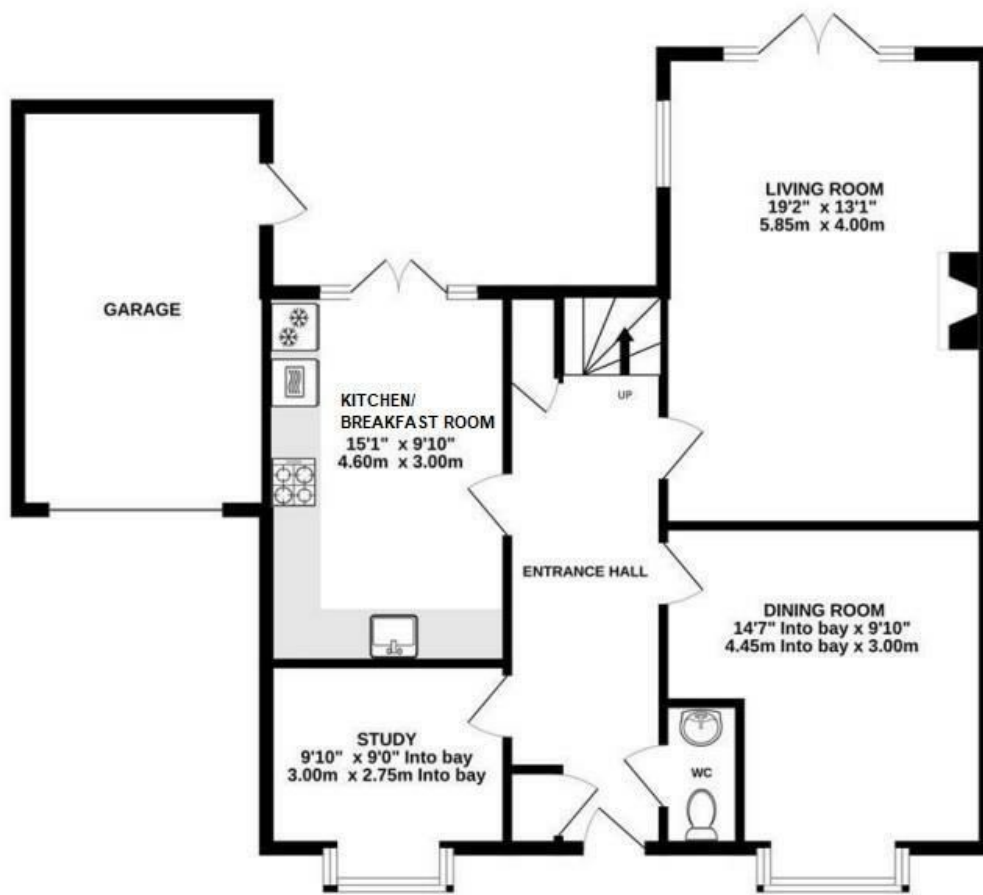 LIVING ROOM
19'2" x 13'1"
5.85m x 4.00m
GARAGE
KITCHEN/
BREAKFAST ROOM
15'1" x 9'10"
4.60m x 3.00m
UP
ENTRANCE HALL
DINING ROOM
14'7" Into bay x 9'10"
4.45m Into bay x 3.00m
STUDY
9'10" x 9'0" Into bay
3.00m x 2.75m Into bay
WC